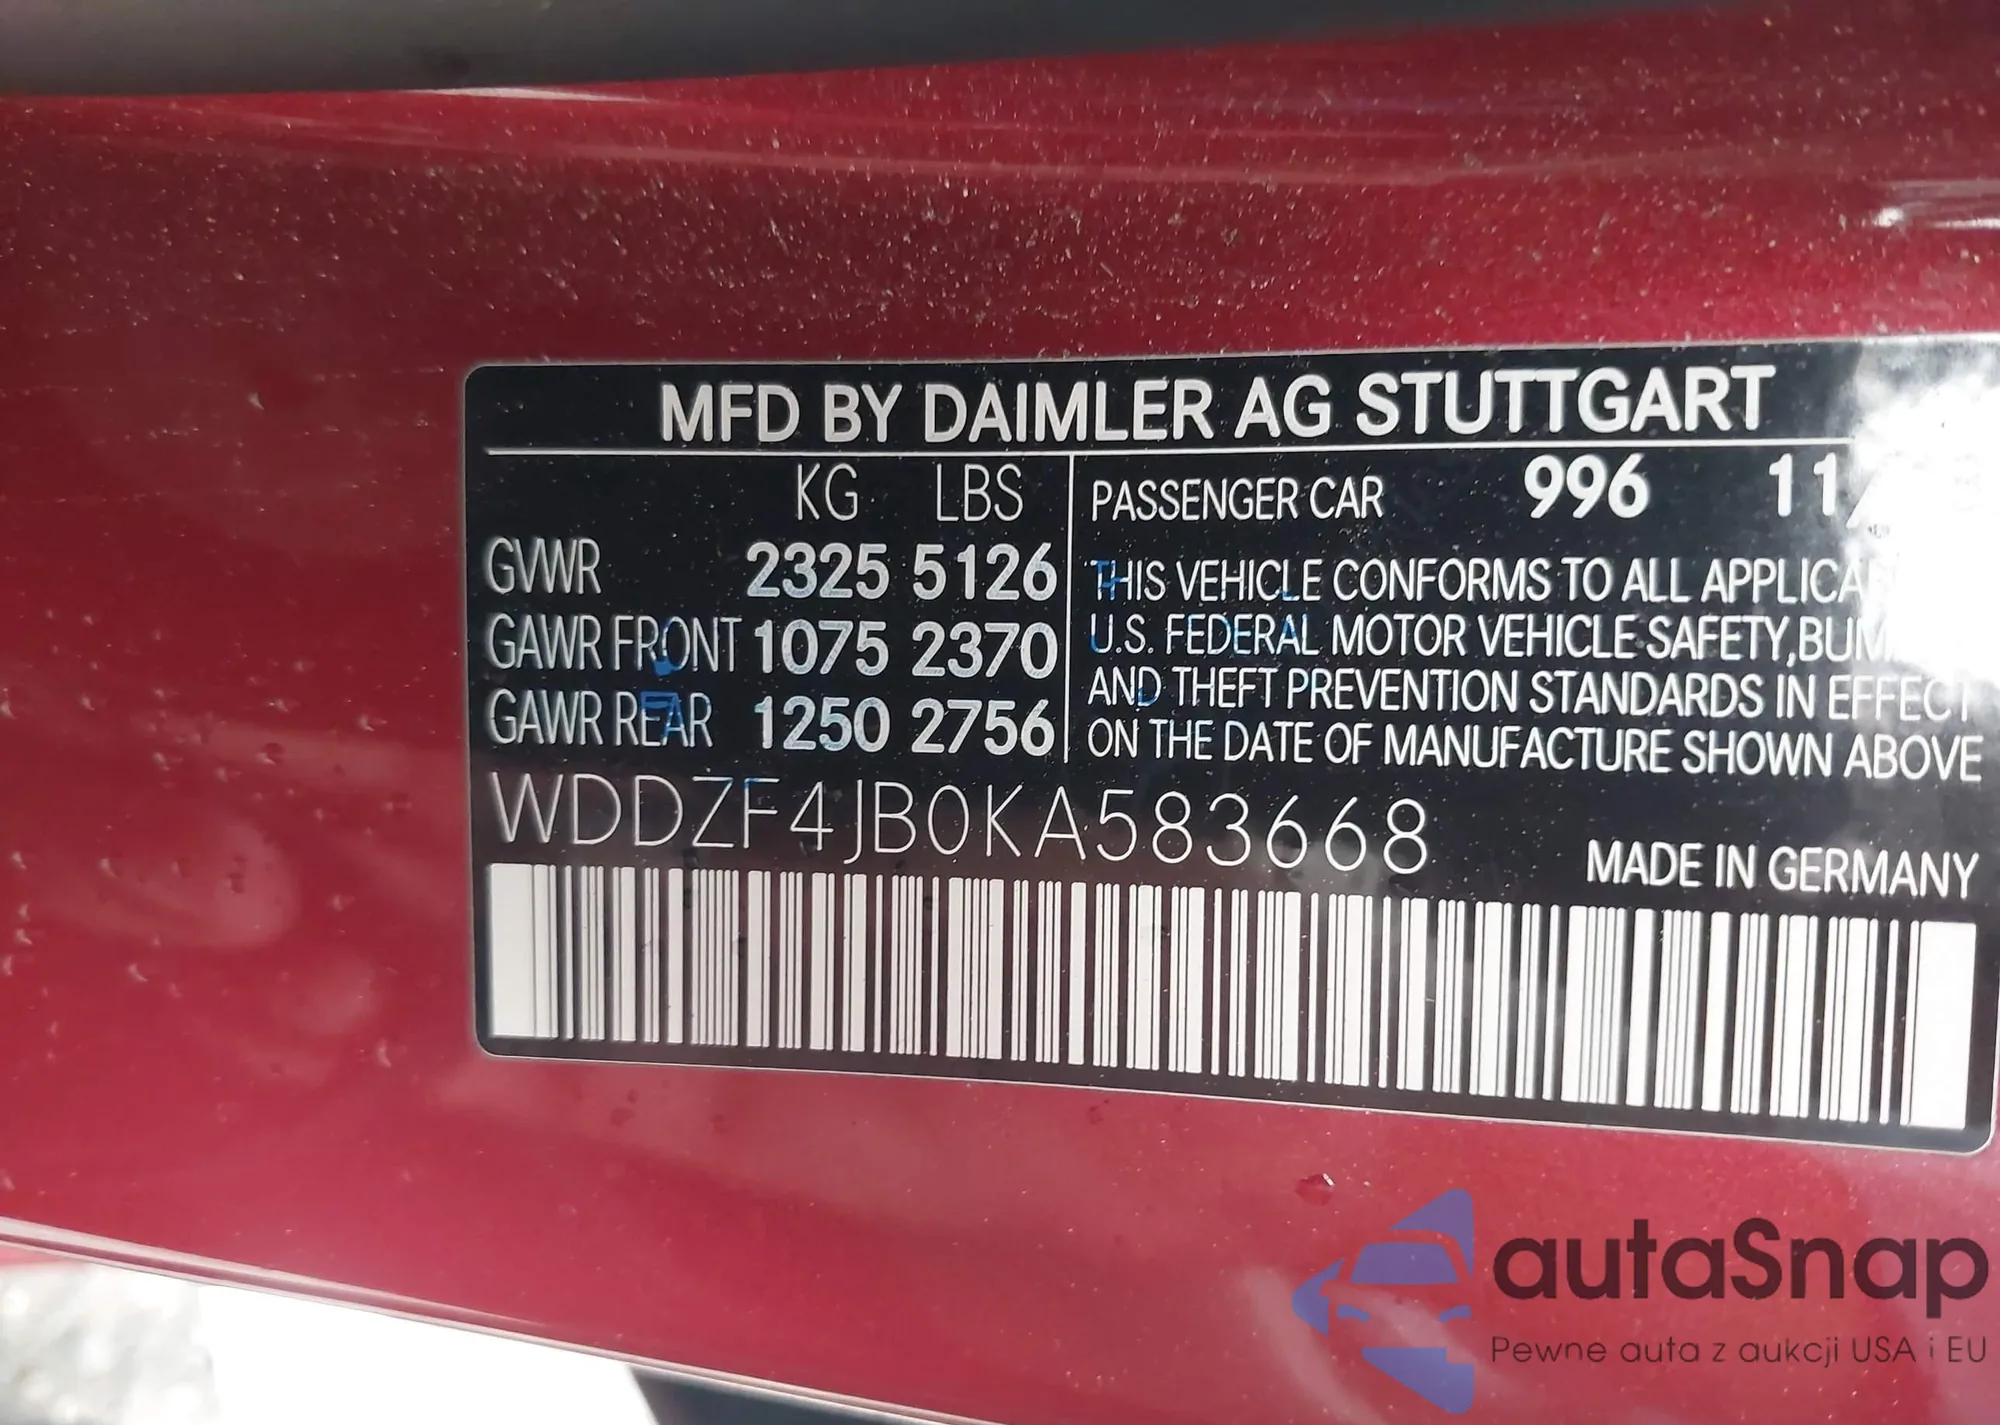 MFD BY DAIMLER AG STUTTGART
KG LBS
GVWR 2325 5126
GAWR FRONT 1075 2370
GAWR REAR 1250 2756
PASSENGER CAR 996 11/
THIS VEHICLE CONFORMS TO ALL
U.S. FEDERAL MOTOR VEHICLE SAFETY,
AND THEFT PREVENTION STANDARDS IN EFFECT
ON THE DATE OF MANUFACTURE SHOWN ABOVE
WDDZF4JB0KA583668
MADE IN GERMANY
autaSnap
Pewne auta z aukcji USA i EU